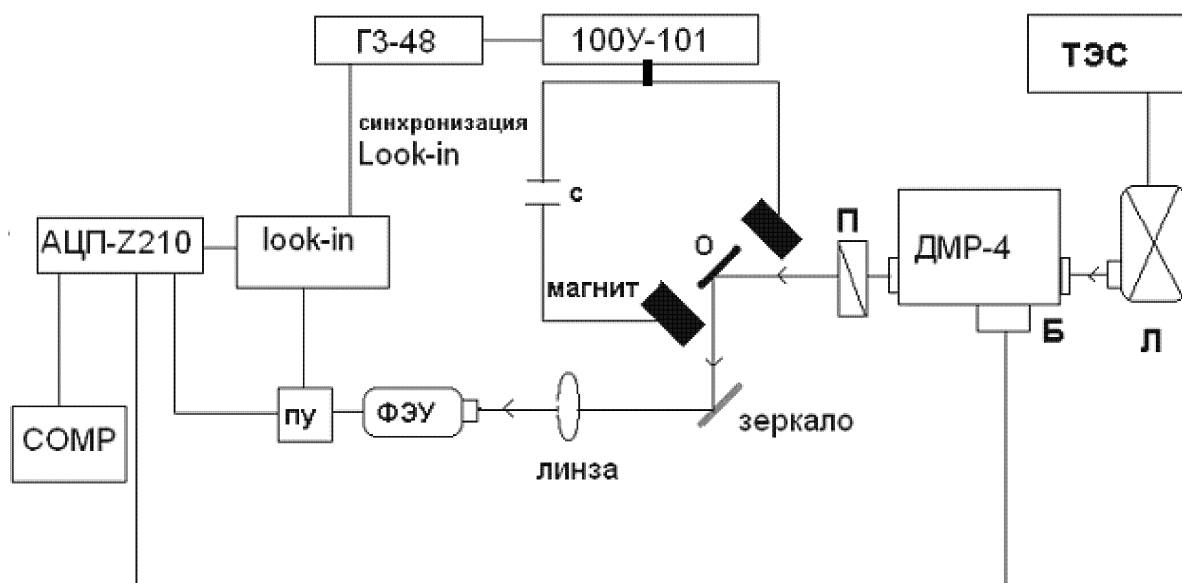 ГЗ-48
100У-101
ТЭС
синхронизация
Look-in
с
П
ДМР-4
О
АЦП-Z210
look-in
магнит
Б
Л
ПУ
ФЭУ
зеркало
COMP
линза